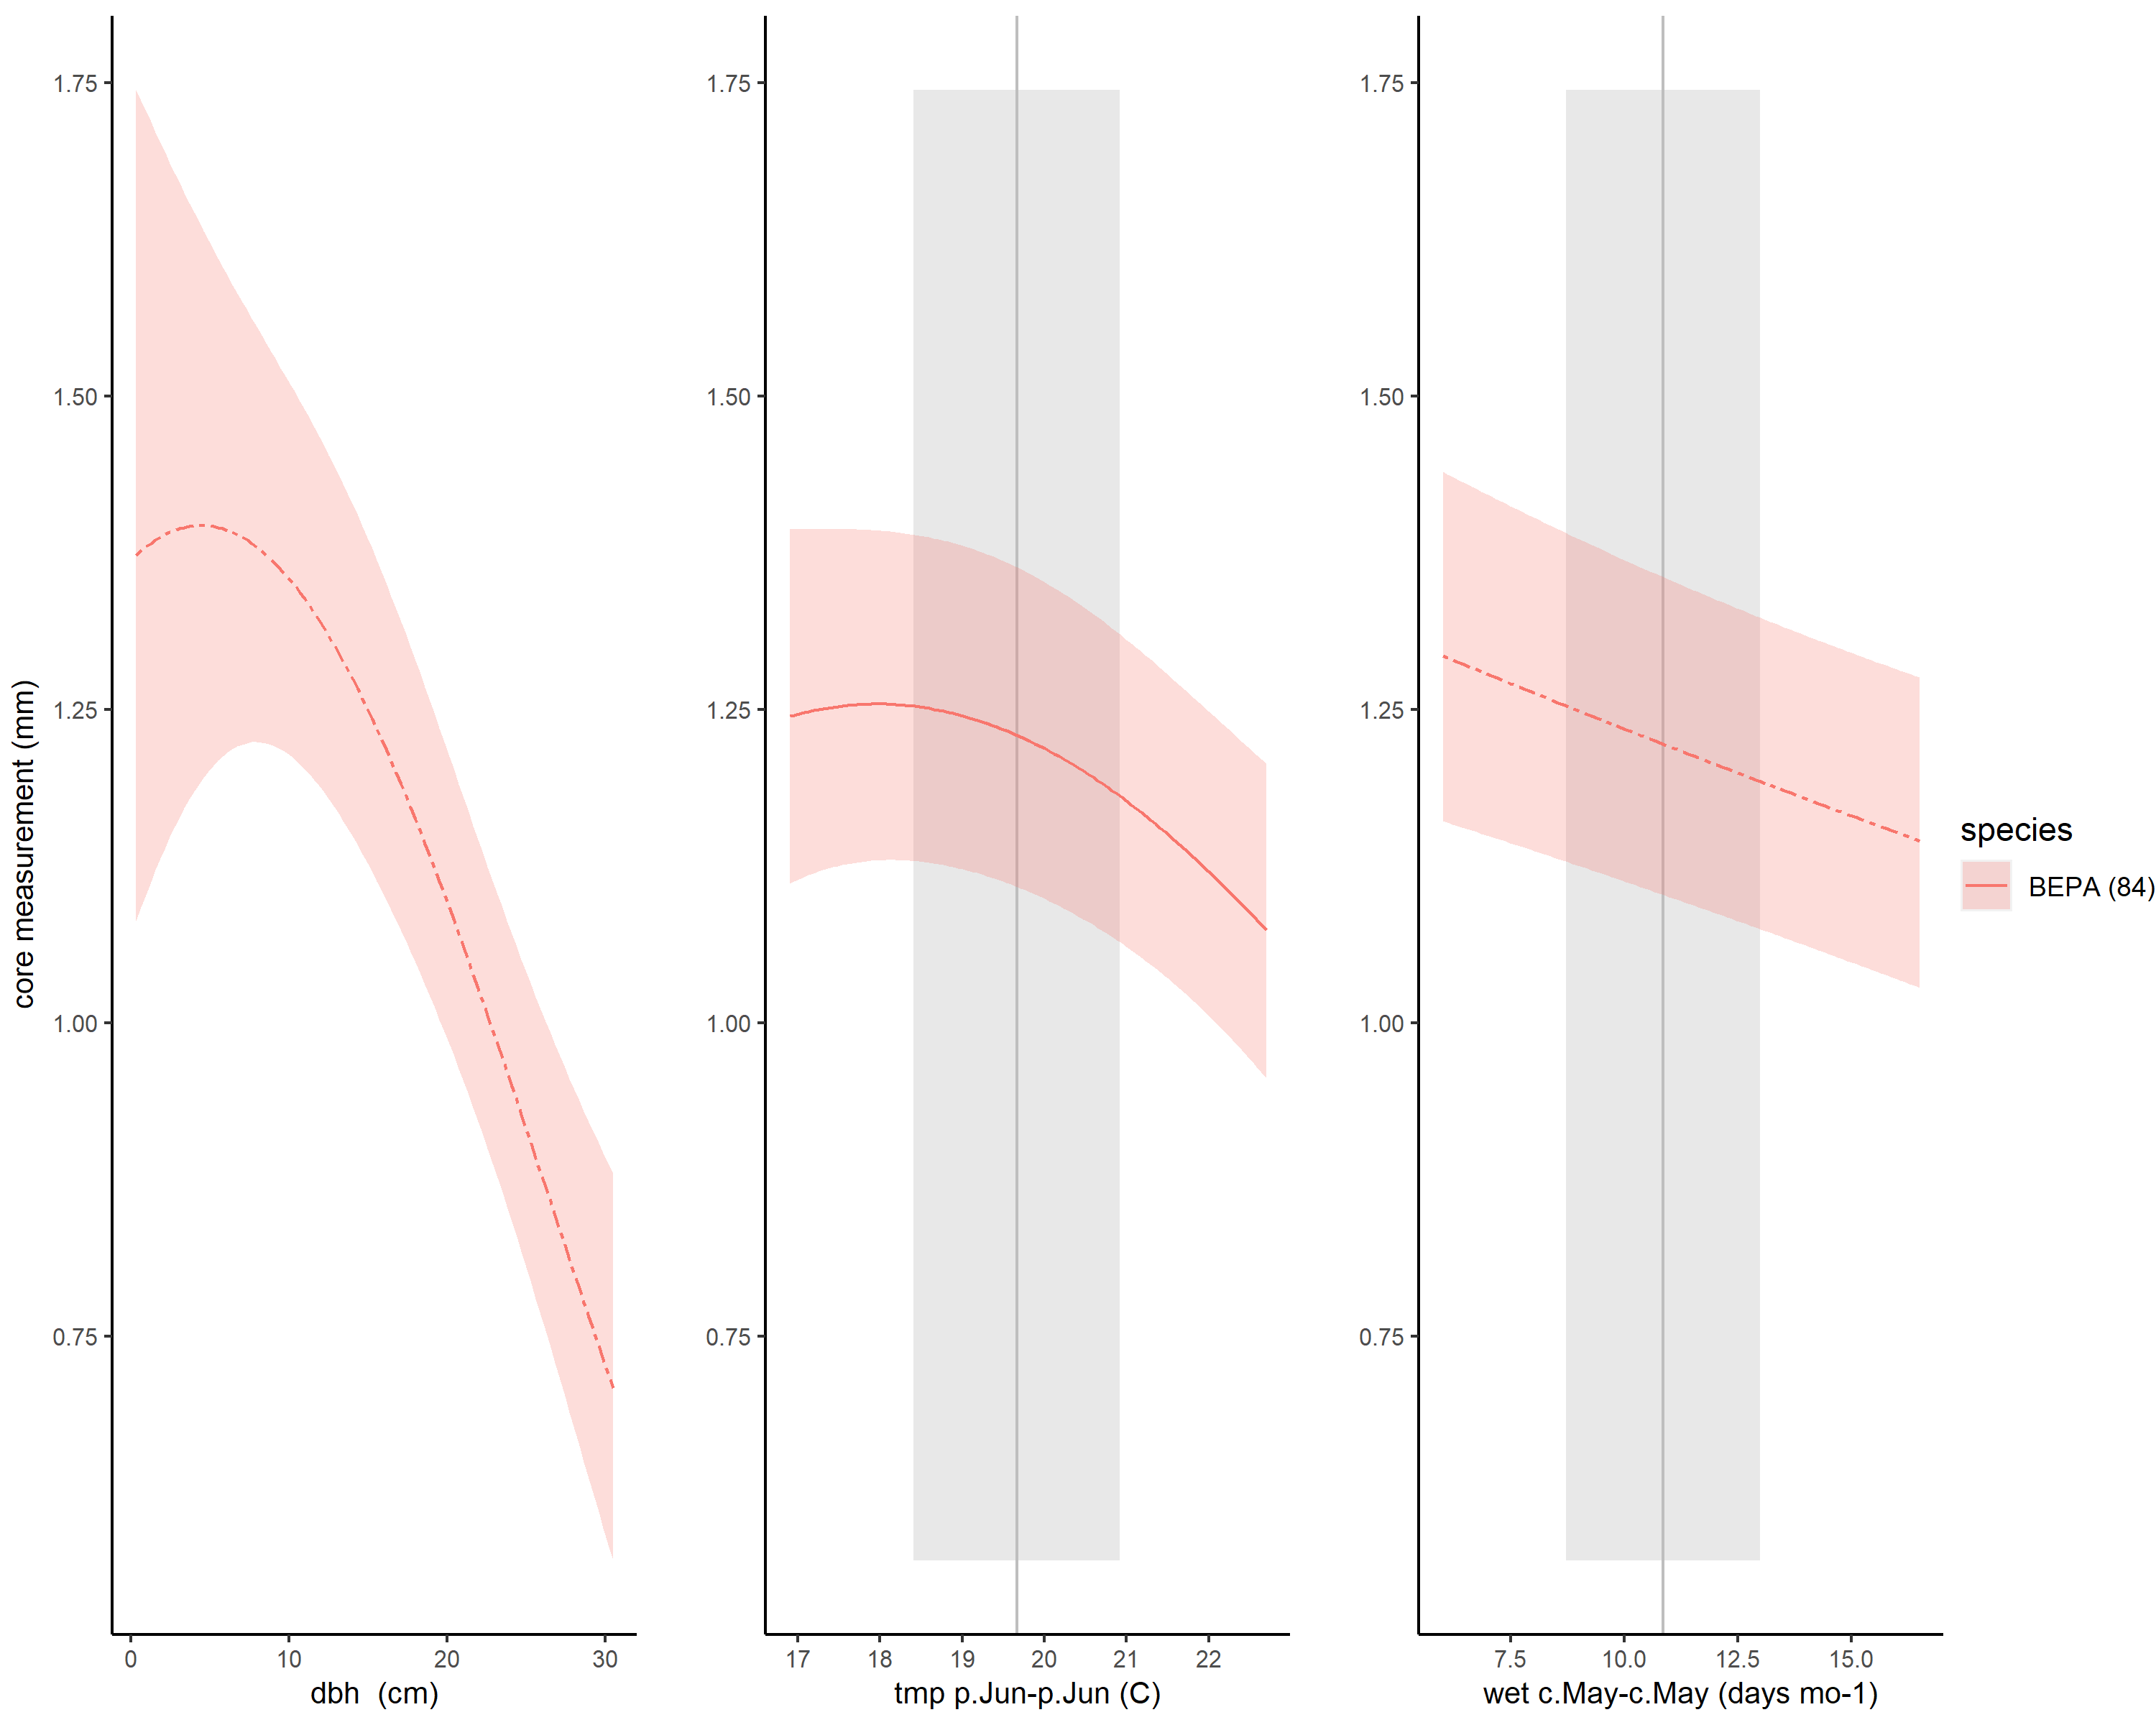 core measurement (mm)
1.75
1.50
1.25
1.00
0.75
0 10 20 30
dbh  (cm)
1.75
1.50
1.25
1.00
0.75
17 18 19 20 21 22
tmp p.Jun-p.Jun (C)
1.75
1.50
1.25
1.00
0.75
7.5 10.0 12.5 15.0
wet c.May-c.May (days mo-1)
species
BEPA (84)